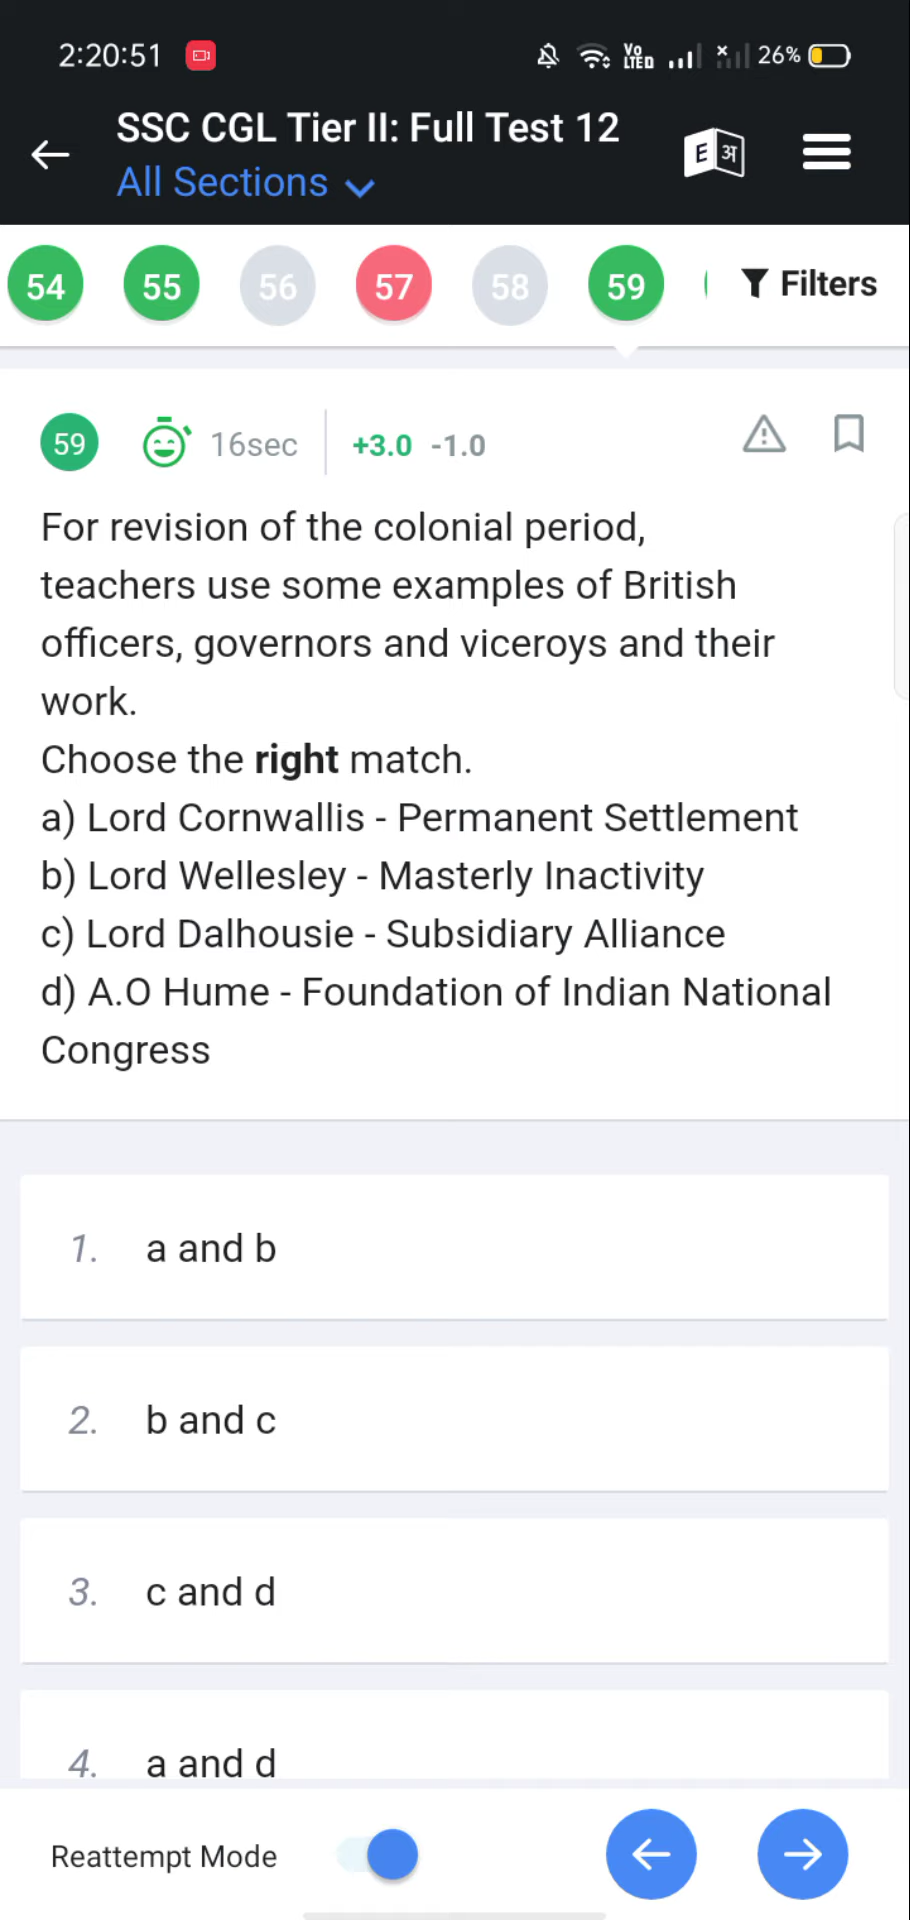 2:20:51 Vo LTED 26%
SSC CGL Tier II: Full Test 12
E अ
All Sections
54 55 56 57 58 59 Filters
59 16sec +3.0 -1.0
For revision of the colonial period,
teachers use some examples of British
officers, governors and viceroys and their
work.
Choose the right match.
a) Lord Cornwallis - Permanent Settlement
b) Lord Wellesley - Masterly Inactivity
c) Lord Dalhousie - Subsidiary Alliance
d) A.O Hume - Foundation of Indian National
Congress
1. a and b
2. b and c
3. c and d
4. a and d
Reattempt Mode